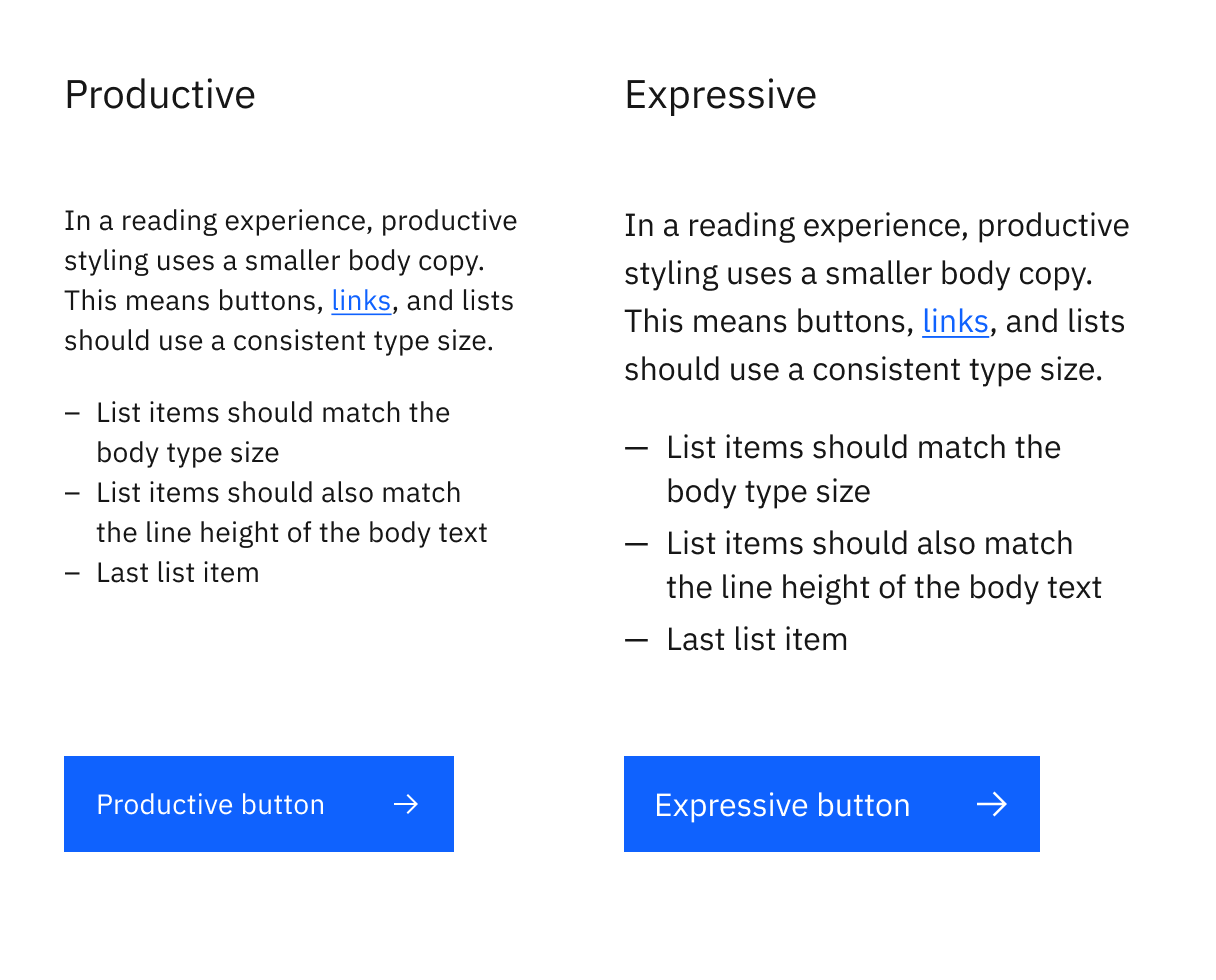 Productive
In a reading experience, productive
styling uses a smaller body copy.
This means buttons, links, and lists
should use a consistent type size.
– List items should match the
body type size
– List items should also match
the line height of the body text
– Last list item
Productive button →
Expressive
In a reading experience, productive
styling uses a smaller body copy.
This means buttons, links, and lists
should use a consistent type size.
— List items should match the
body type size
— List items should also match
the line height of the body text
— Last list item
Expressive button →